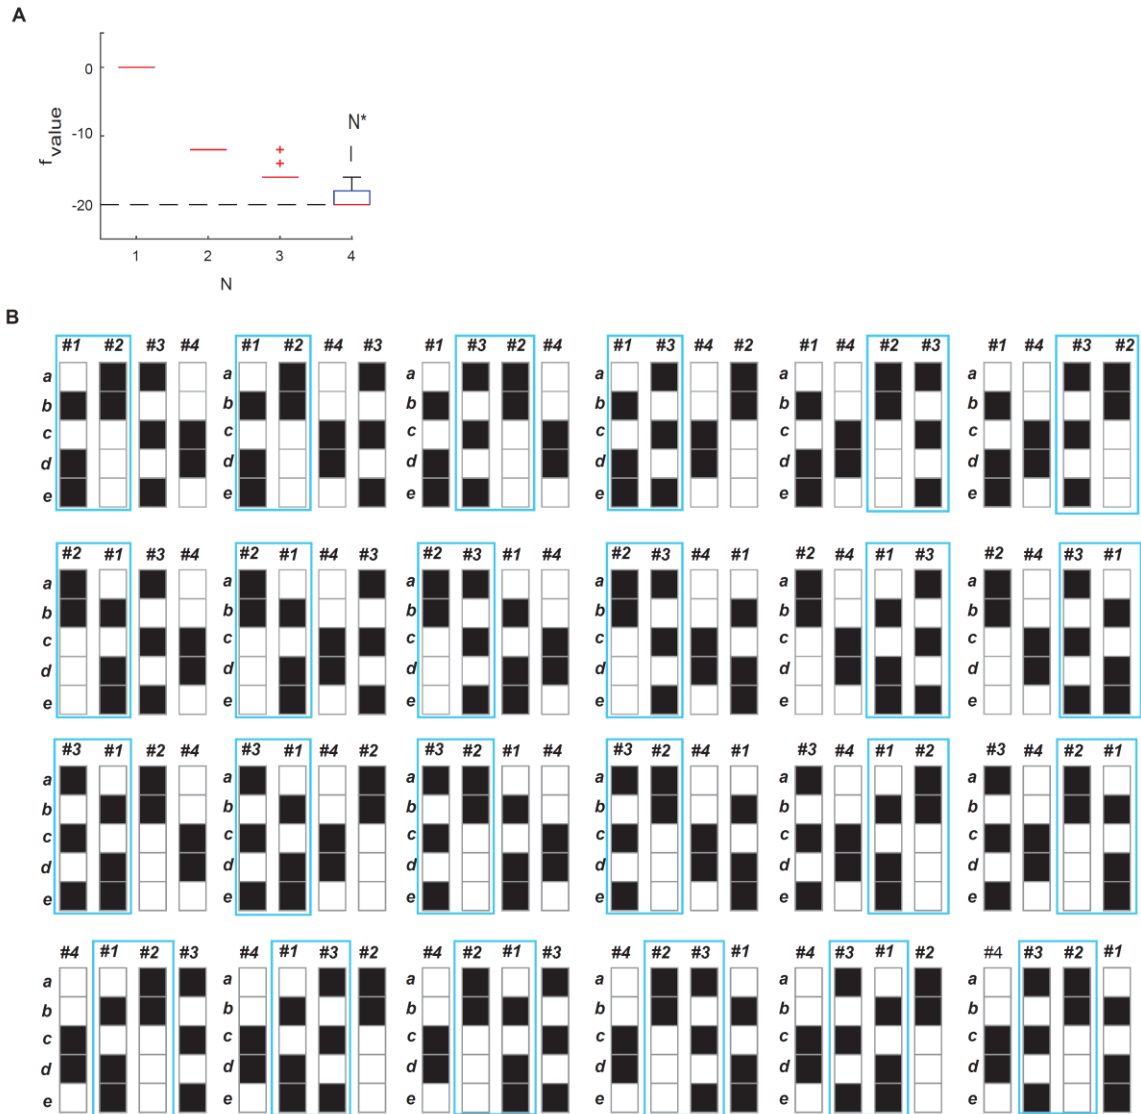 A
0
-10
-20
f value
N*
1 2 3 4
N
B
#1 #2 #3 #4 #1 #2 #4 #3 #1 #3 #2 #4 #1 #3 #4 #2 #1 #4 #2 #3 #1 #4 #3 #2
a a a a a a
b b b b b b
c c c c c c
d d d d d d
e e e e e e
#2 #1 #3 #4 #2 #1 #4 #3 #2 #3 #1 #4 #2 #3 #4 #1 #2 #4 #1 #3 #2 #4 #3 #1
a a a a a a
b b b b b b
c c c c c c
d d d d d d
e e e e e e
#3 #1 #2 #4 #3 #1 #4 #2 #3 #2 #1 #4 #3 #2 #4 #1 #3 #4 #1 #2 #3 #4 #2 #1
a a a a a a
b b b b b b
c c c c c c
d d d d d d
e e e e e e
#4 #1 #2 #3 #4 #1 #3 #2 #4 #2 #1 #3 #4 #2 #3 #1 #4 #3 #1 #2 #4 #3 #2 #1
a a a a a a
b b b b b b
c c c c c c
d d d d d d
e e e e e e